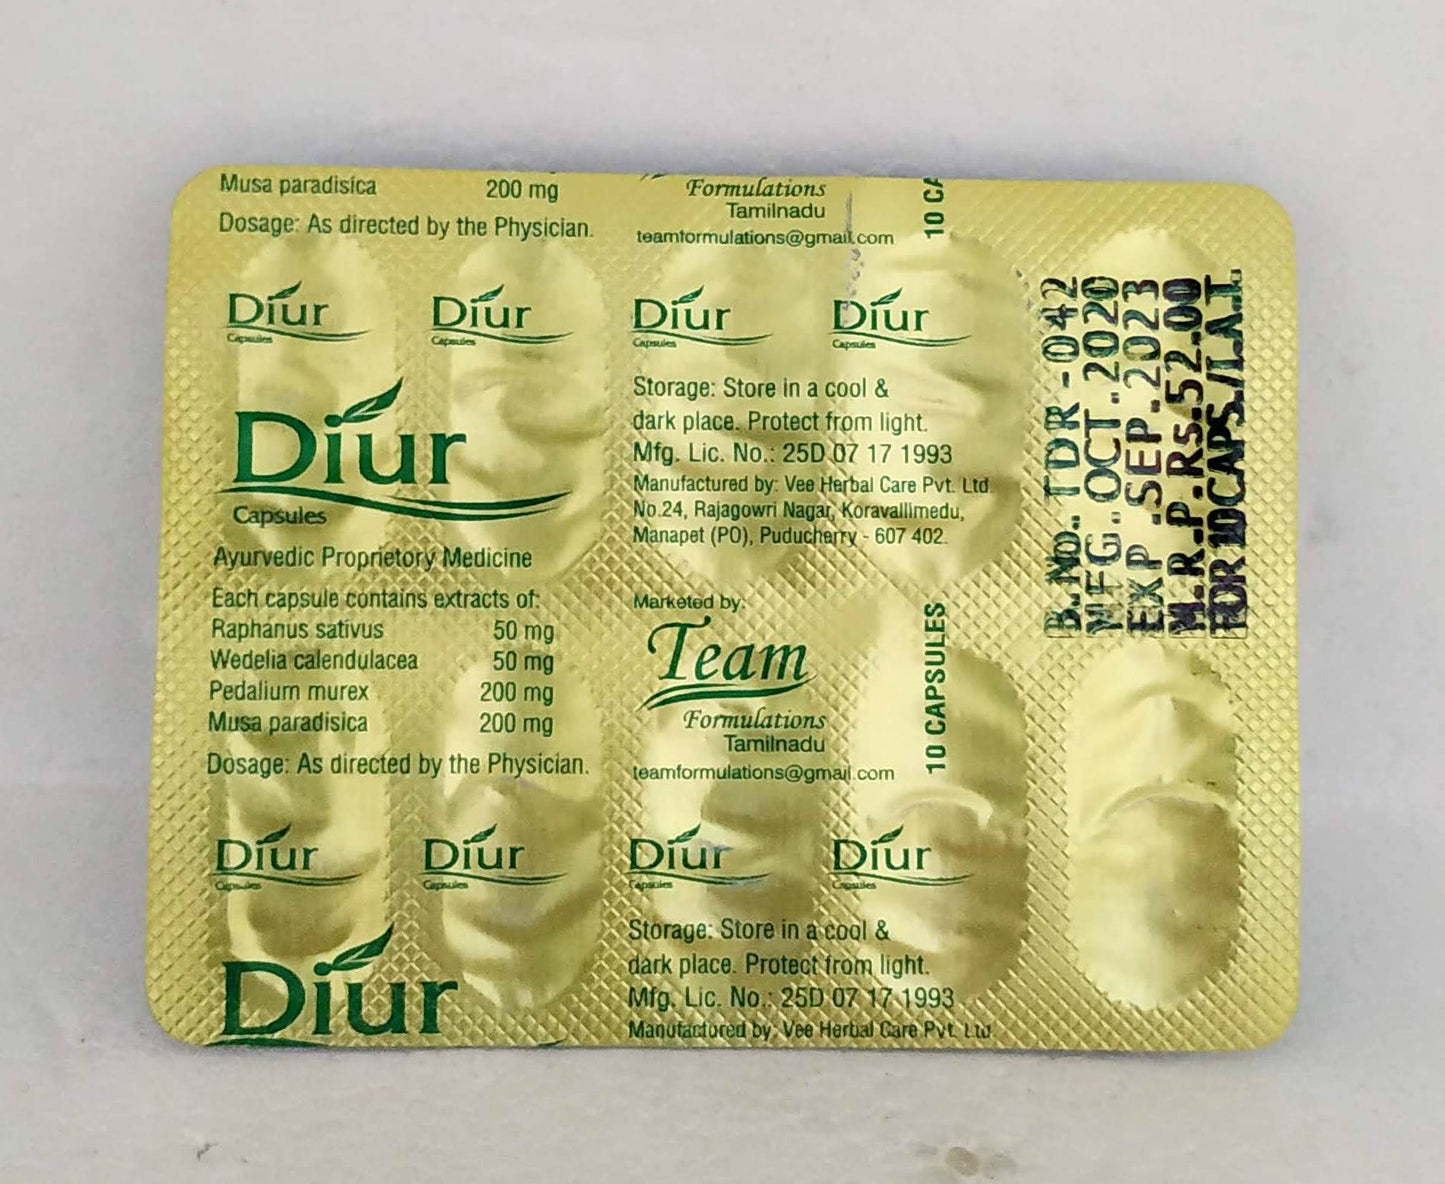 Musa paradisica 200 mg
Dosage: As directed by the Physician.
Formulations
Tamilnadu
teamformulations@gmail.com
10 CA
Diur
Capsules
Diur
Capsules
Diur
Capsules
Diur
Capsules
Diur
Capsules
Ayurvedic Proprietory Medicine
Each capsule contains extracts of:
Raphanus sativus 50 mg
Wedelia calendulacea 50 mg
Pedalium murex 200 mg
Musa paradisica 200 mg
Dosage: As directed by the Physician.
Storage: Store in a cool &
dark place. Protect from light.
Mfg. Lic. No.: 25D 07 17 1993
Manufactured by: Vee Herbal Care Pvt. Ltd.
No.24, Rajagowri Nagar, Koravallimedu,
Manapet (PO), Puducherry - 607 402.
Marketed by:
Team
Formulations
Tamilnadu
teamformulations@gmail.com
10 CAPSULES
B.No. TDR -042
MFG. OCT.2020
EXP .SEP.2023
M.R.P.Rs.52.00
FOR 10CAPS./I.A.T.
Diur
Capsules
Diur
Capsules
Diur
Capsules
Diur
Capsules
Diur
Storage: Store in a cool &
dark place. Protect from light.
Mfg. Lic. No.: 25D 07 17 1993
Manufactured by: Vee Herbal Care Pvt. Ltd